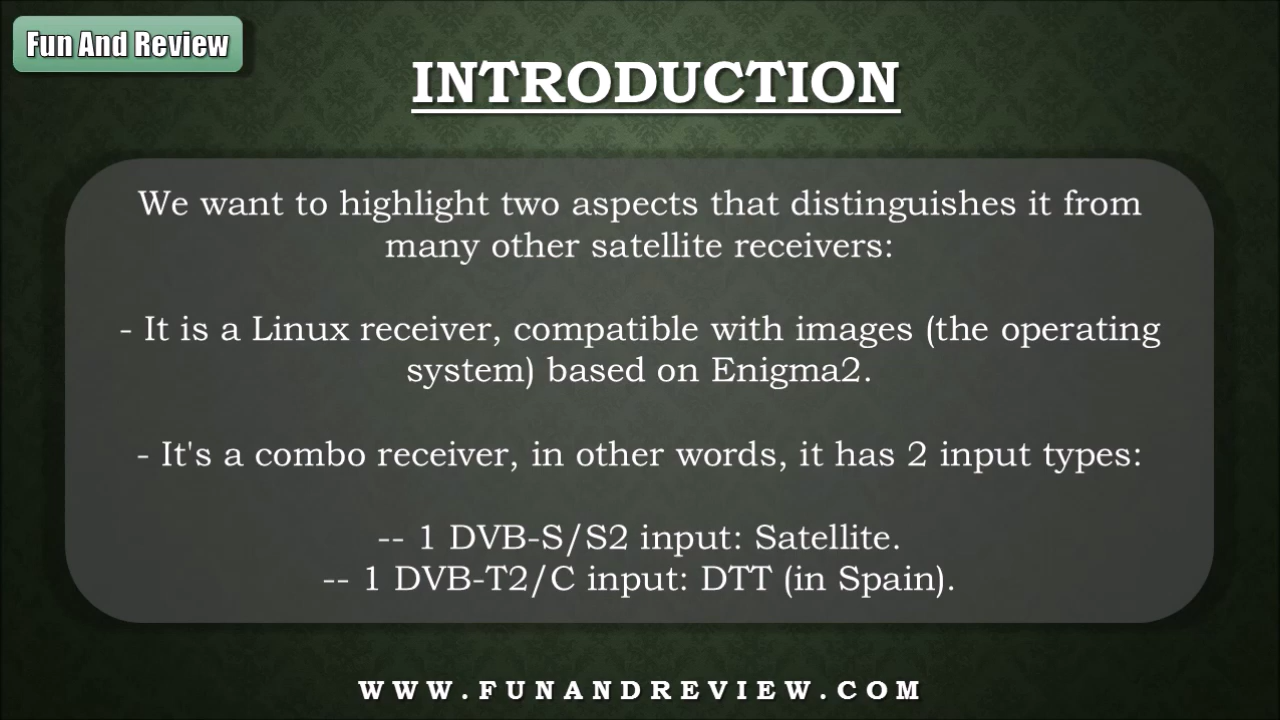 Fun And Review
INTRODUCTION
We want to highlight two aspects that distinguishes it from
many other satellite receivers:
- It is a Linux receiver, compatible with images (the operating
system) based on Enigma2.
- It's a combo receiver, in other words, it has 2 input types:
-- 1 DVB-S/S2 input: Satellite.
-- 1 DVB-T2/C input: DTT (in Spain).
WWW.FUNANDREVIEW.COM